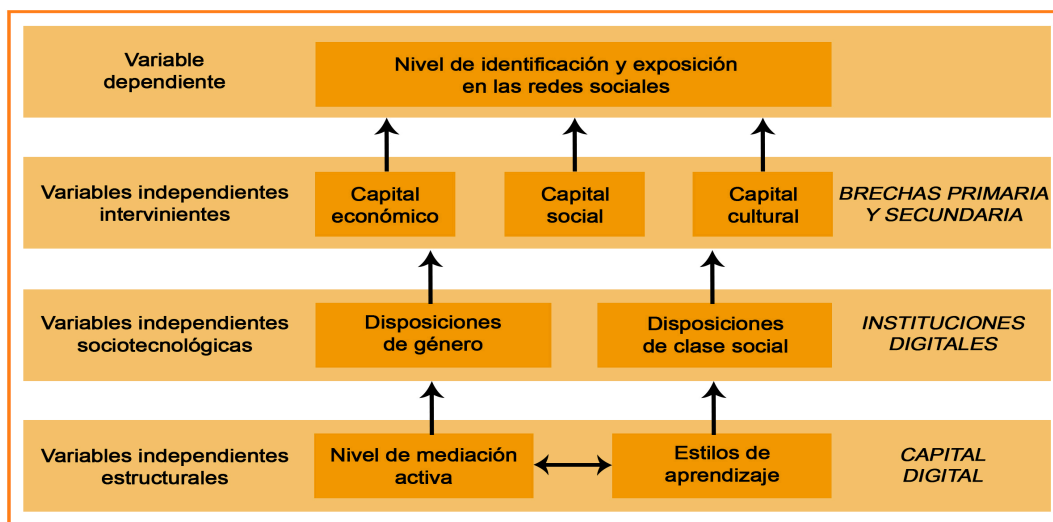 Variable
dependiente
Nivel de identificación y exposición
en las redes sociales
Variables independientes
intervinientes
Capital
económico
Capital
social
Capital
cultural
BRECHAS PRIMARIA
Y SECUNDARIA
Variables independientes
sociotecnológicas
Disposiciones
de género
Disposiciones
de clase social
INSTITUCIONES
DIGITALES
Variables independientes
estructurales
Nivel de mediación
activa
Estilos de
aprendizaje
CAPITAL
DIGITAL